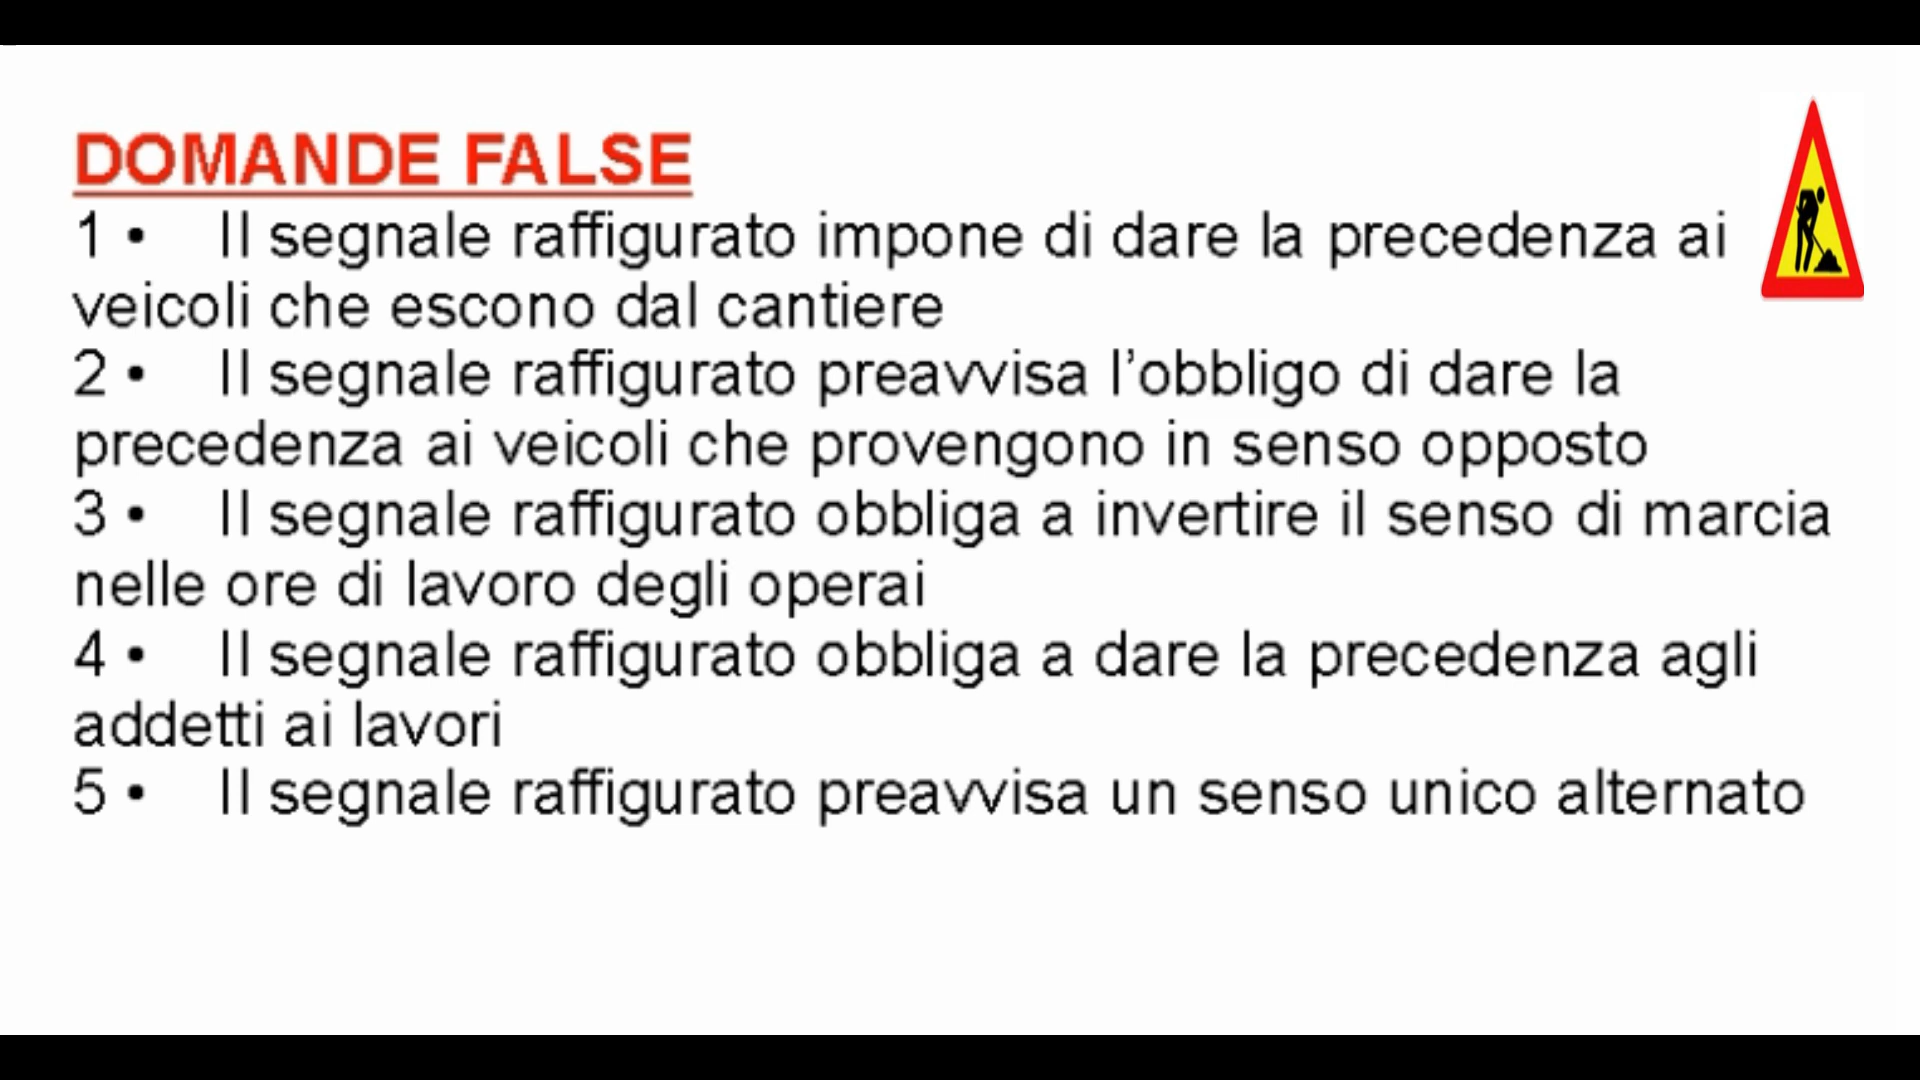 DOMANDE FALSE
1 • Il segnale raffigurato impone di dare la precedenza ai
veicoli che escono dal cantiere
2 • Il segnale raffigurato preavvisa l’obbligo di dare la
precedenza ai veicoli che provengono in senso opposto
3 • Il segnale raffigurato obbliga a invertire il senso di marcia
nelle ore di lavoro degli operai
4 • Il segnale raffigurato obbliga a dare la precedenza agli
addetti ai lavori
5 • Il segnale raffigurato preavvisa un senso unico alternato